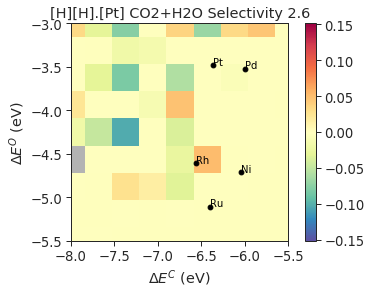 [H][H].[Pt] CO2+H2O Selectivity 2.6
−3.0
−3.5
−4.0
−4.5
−5.0
−5.5
ΔE^O (eV)
Pt
Pd
Rh
Ni
Ru
−8.0 −7.5 −7.0 −6.5 −6.0 −5.5
ΔE^C (eV)
0.15
0.10
0.05
0.00
−0.05
−0.10
−0.15